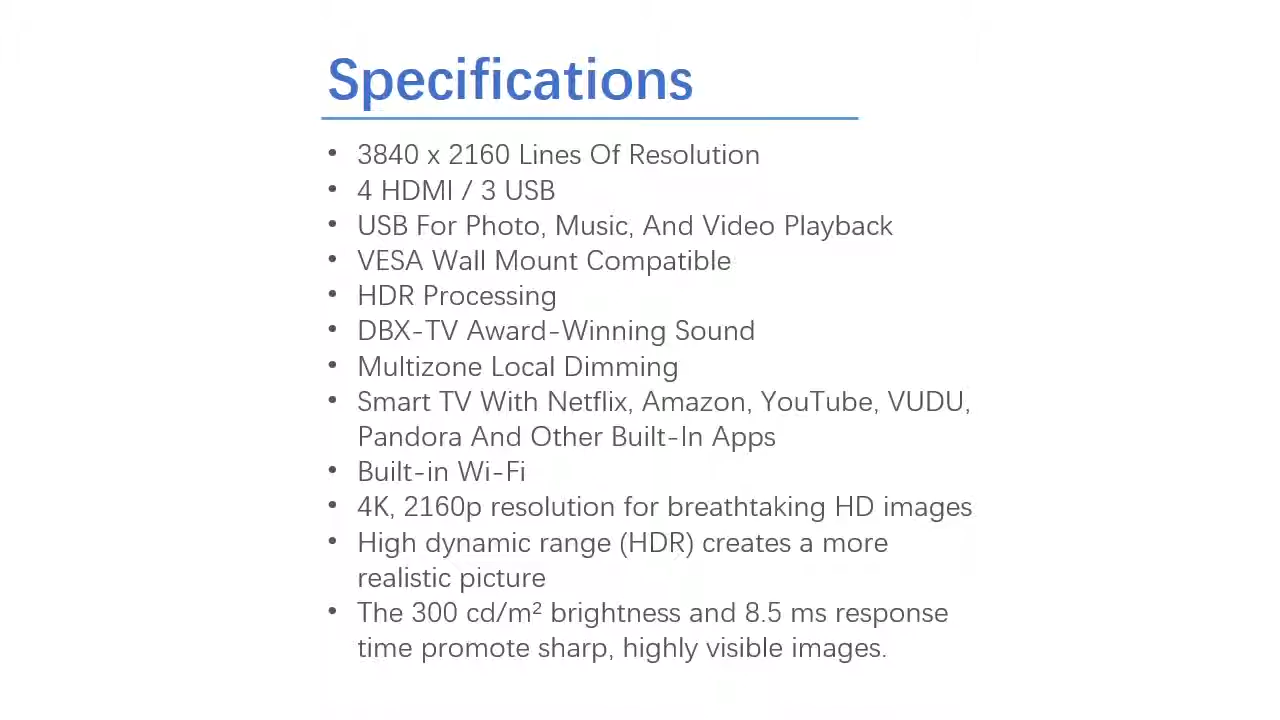 Specifications
• 3840 x 2160 Lines Of Resolution
• 4 HDMI / 3 USB
• USB For Photo, Music, And Video Playback
• VESA Wall Mount Compatible
• HDR Processing
• DBX-TV Award-Winning Sound
• Multizone Local Dimming
• Smart TV With Netflix, Amazon, YouTube, VUDU,
Pandora And Other Built-In Apps
• Built-in Wi-Fi
• 4K, 2160p resolution for breathtaking HD images
• High dynamic range (HDR) creates a more
realistic picture
• The 300 cd/m² brightness and 8.5 ms response
time promote sharp, highly visible images.